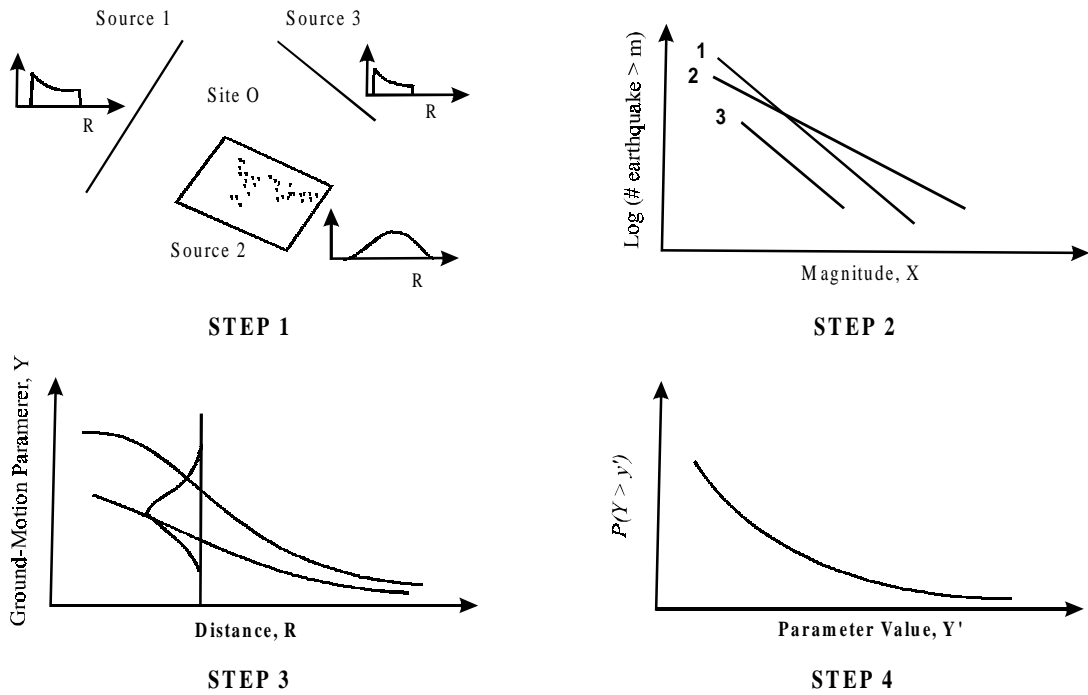 Source 1
Source 3
R
Site O
R
Source 2
R
STEP 1
Log (# earthquake > m)
1
2
3
Magnitude, X
STEP 2
Ground-Motion Paramerer, Y
Distance, R
STEP 3
P(Y > y')
Parameter Value, Y'
STEP 4